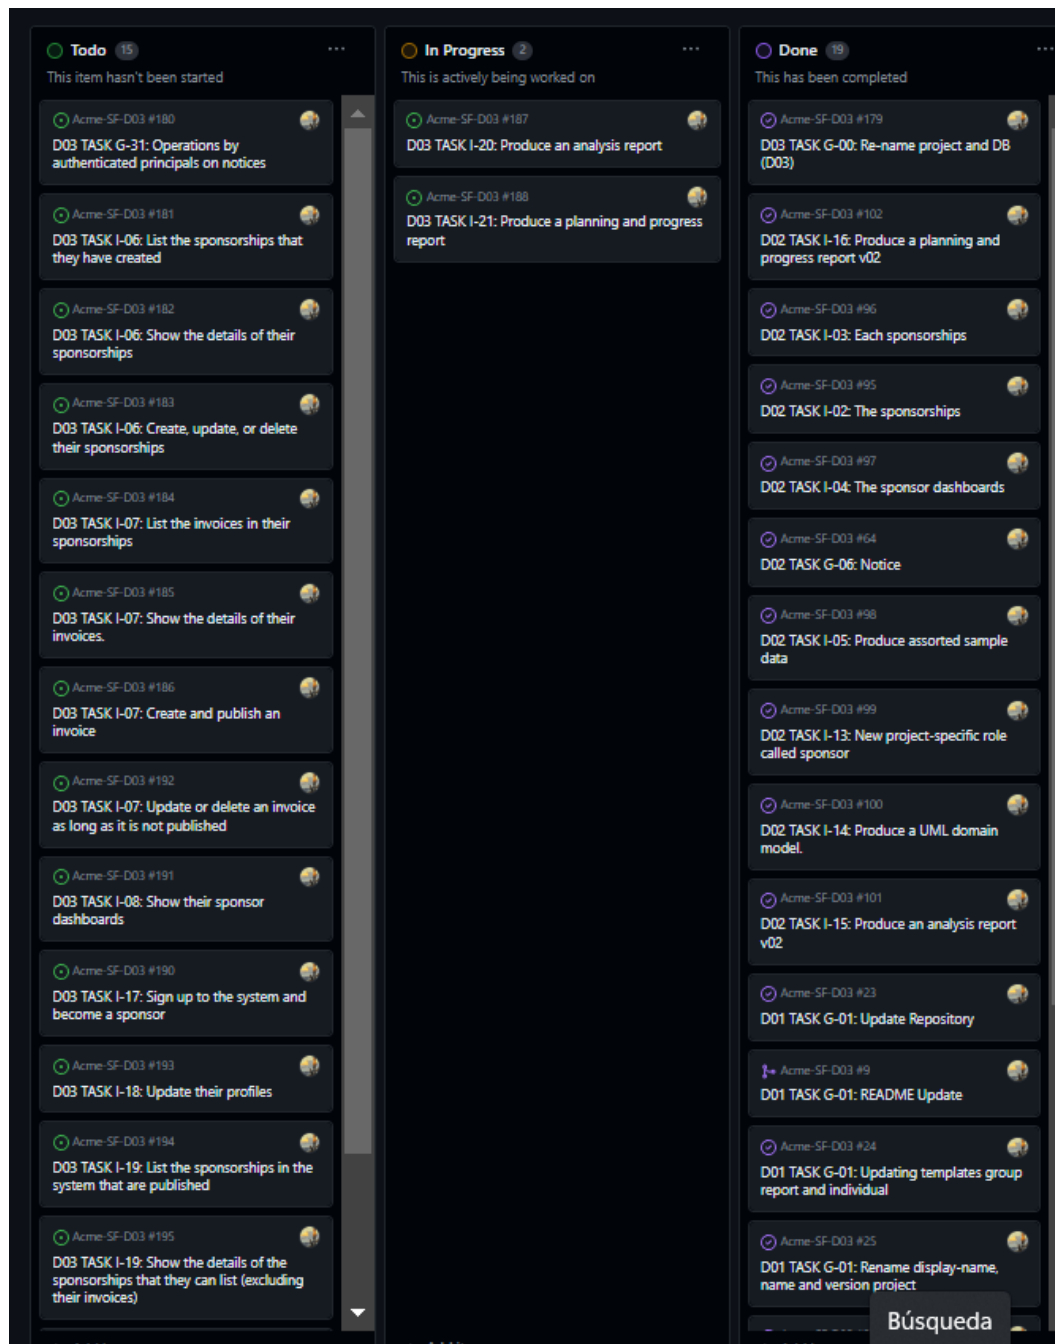 Todo 15
This item hasn't been started
Acme-SF-D03 #180
D03 TASK G-31: Operations by
authenticated principals on notices
Acme-SF-D03 #181
D03 TASK I-06: List the sponsorships that
they have created
Acme-SF-D03 #182
D03 TASK I-06: Show the details of their
sponsorships
Acme-SF-D03 #183
D03 TASK I-06: Create, update, or delete
their sponsorships
Acme-SF-D03 #184
D03 TASK I-07: List the invoices in their
sponsorships
Acme-SF-D03 #185
D03 TASK I-07: Show the details of their
invoices.
Acme-SF-D03 #186
D03 TASK I-07: Create and publish an
invoice
Acme-SF-D03 #192
D03 TASK I-07: Update or delete an invoice
as long as it is not published
Acme-SF-D03 #191
D03 TASK I-08: Show their sponsor
dashboards
Acme-SF-D03 #190
D03 TASK I-17: Sign up to the system and
become a sponsor
Acme-SF-D03 #193
D03 TASK I-18: Update their profiles
Acme-SF-D03 #194
D03 TASK I-19: List the sponsorships in the
system that are published
Acme-SF-D03 #195
D03 TASK I-19: Show the details of the
sponsorships that they can list (excluding
their invoices)
In Progress 2
This is actively being worked on
Acme-SF-D03 #187
D03 TASK I-20: Produce an analysis report
Acme-SF-D03 #188
D03 TASK I-21: Produce a planning and progress
report
Done 19
This has been completed
Acme-SF-D03 #179
D03 TASK G-00: Re-name project and DB
(D03)
Acme-SF-D03 #102
D02 TASK I-16: Produce a planning and
progress report v02
Acme-SF-D03 #96
D02 TASK I-03: Each sponsorships
Acme-SF-D03 #95
D02 TASK I-02: The sponsorships
Acme-SF-D03 #97
D02 TASK I-04: The sponsor dashboards
Acme-SF-D03 #64
D02 TASK G-06: Notice
Acme-SF-D03 #98
D02 TASK I-05: Produce assorted sample
data
Acme-SF-D03 #99
D02 TASK I-13: New project-specific role
called sponsor
Acme-SF-D03 #100
D02 TASK I-14: Produce a UML domain
model.
Acme-SF-D03 #101
D02 TASK I-15: Produce an analysis report
v02
Acme-SF-D03 #23
D01 TASK G-01: Update Repository
Acme-SF-D03 #9
D01 TASK G-01: README Update
Acme-SF-D03 #24
D01 TASK G-01: Updating templates group
report and individual
Acme-SF-D03 #25
D01 TASK G-01: Rename display-name,
name and version project
Búsqueda